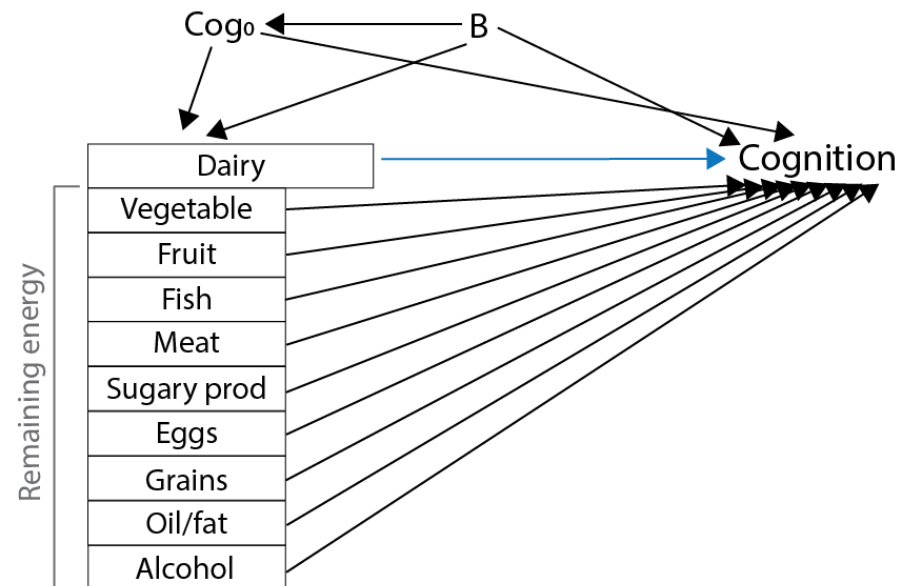 Cog₀
B
Cognition
Dairy
Vegetable
Fruit
Fish
Meat
Sugary prod
Eggs
Grains
Oil/fat
Alcohol
Remaining energy